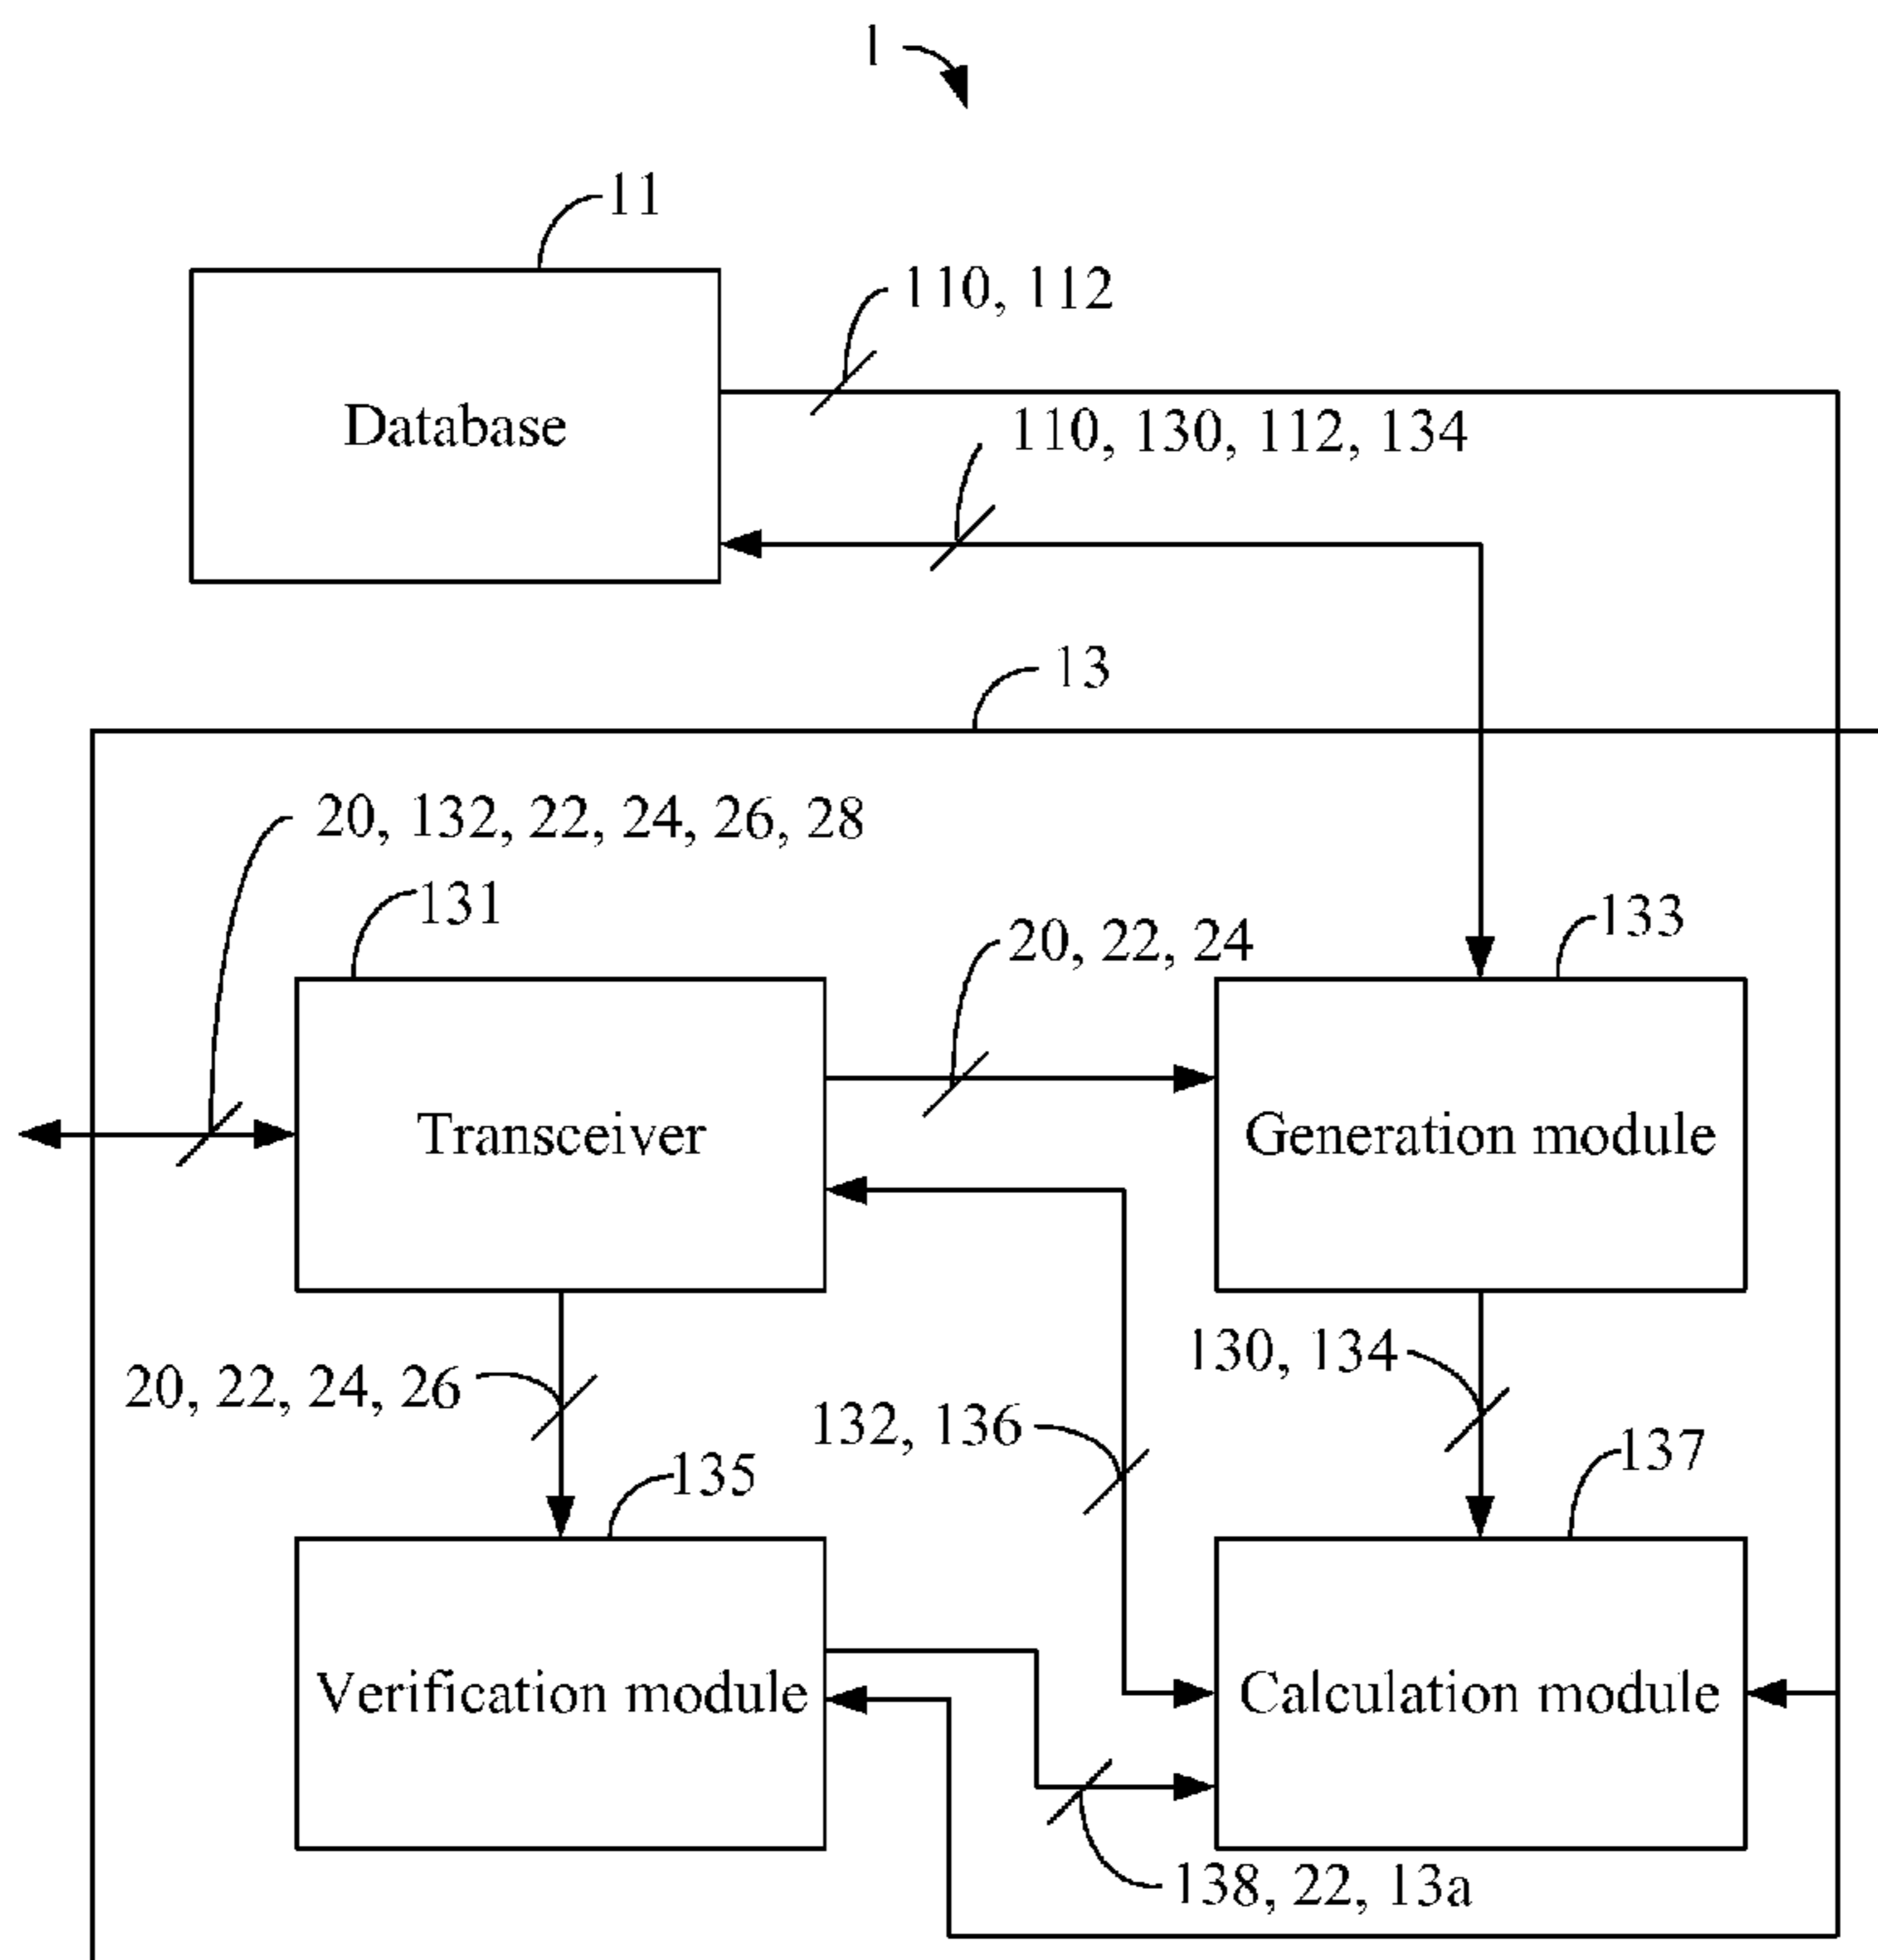 1
11
110, 112
Database
110, 130, 112, 134
13
20, 132, 22, 24, 26, 28
131
133
20, 22, 24
Transceiver
Generation module
130, 134
20, 22, 24, 26
132, 136
137
135
Verification module
Calculation module
138, 22, 13a